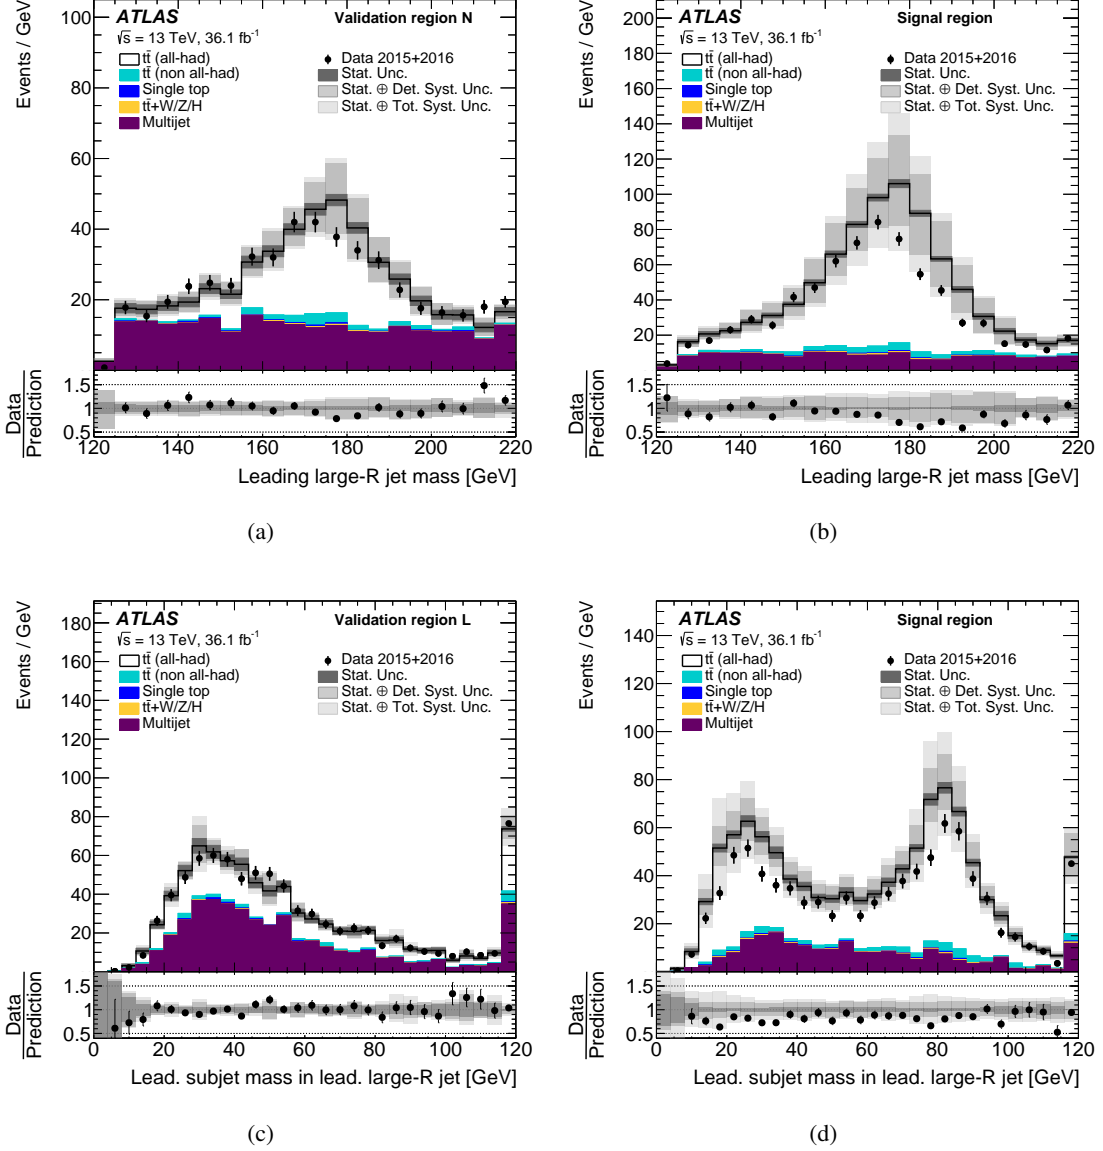 ATLAS Validation region N
√s = 13 TeV, 36.1 fb⁻¹
tt̄ (all-had) Data 2015+2016
tt̄ (non all-had) Stat. Unc.
Single top Stat. ⊕ Det. Syst. Unc.
tt̄+W/Z/H Stat. ⊕ Tot. Syst. Unc.
Multijet
Events / GeV
100
80
60
40
20
Data
Prediction
1.5
1
0.5
120 140 160 180 200 220
Leading large-R jet mass [GeV]
(a)
ATLAS Signal region
√s = 13 TeV, 36.1 fb⁻¹
tt̄ (all-had) Data 2015+2016
tt̄ (non all-had) Stat. Unc.
Single top Stat. ⊕ Det. Syst. Unc.
tt̄+W/Z/H Stat. ⊕ Tot. Syst. Unc.
Multijet
Events / GeV
200
180
160
140
120
100
80
60
40
20
Data
Prediction
1.5
1
0.5
120 140 160 180 200 220
Leading large-R jet mass [GeV]
(b)
ATLAS Validation region L
√s = 13 TeV, 36.1 fb⁻¹
tt̄ (all-had) Data 2015+2016
tt̄ (non all-had) Stat. Unc.
Single top Stat. ⊕ Det. Syst. Unc.
tt̄+W/Z/H Stat. ⊕ Tot. Syst. Unc.
Multijet
Events / GeV
180
160
140
120
100
80
60
40
20
Data
Prediction
1.5
1
0.5
0 20 40 60 80 100 120
Lead. subjet mass in lead. large-R jet [GeV]
(c)
ATLAS Signal region
√s = 13 TeV, 36.1 fb⁻¹
tt̄ (all-had) Data 2015+2016
tt̄ (non all-had) Stat. Unc.
Single top Stat. ⊕ Det. Syst. Unc.
tt̄+W/Z/H Stat. ⊕ Tot. Syst. Unc.
Multijet
Events / GeV
140
120
100
80
60
40
20
Data
Prediction
1.5
1
0.5
0 20 40 60 80 100 120
Lead. subjet mass in lead. large-R jet [GeV]
(d)